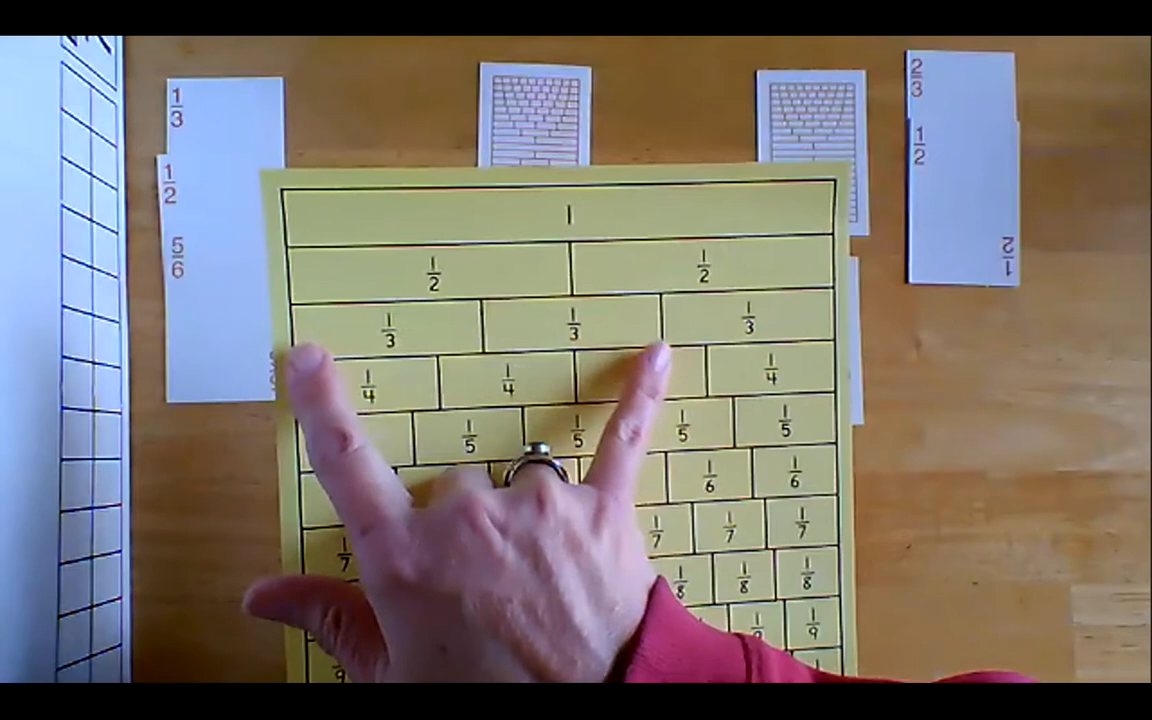 1/3
1/2
5/6
2/3
1/2
1/2
1
1/2 1/2
1/3 1/3 1/3
1/4 1/4 1/4
1/5 1/5 1/5 1/5
1/6 1/6
1/7 1/7 1/7 1/7
1/8 1/8 1/8
1/9 1/9